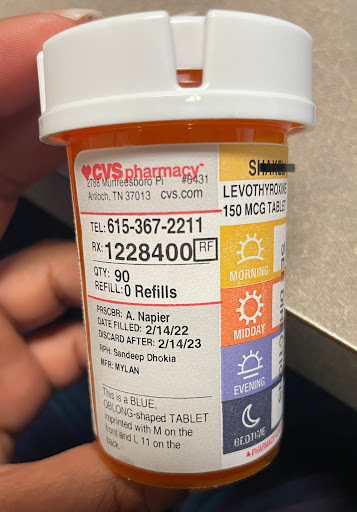 CVS pharmacy
2788 Murfreesboro Pi #6431
Antioch, TN 37013 cvs.com
TEL: 615-367-2211
RX: 1228400 RF
QTY: 90
REFILL: 0 Refills
PRSCBR: A. Napier
DATE FILLED: 2/14/22
DISCARD AFTER: 2/14/23
RPH: Sandeep Dhokia
MFR: MYLAN
This is a BLUE,
OBLONG-shaped TABLET
imprinted with M on the
front and L 11 on the
back.
LEVOTHYROXINE
150 MCG TABLET
MORNING
MIDDAY
EVENING
BEDTIME